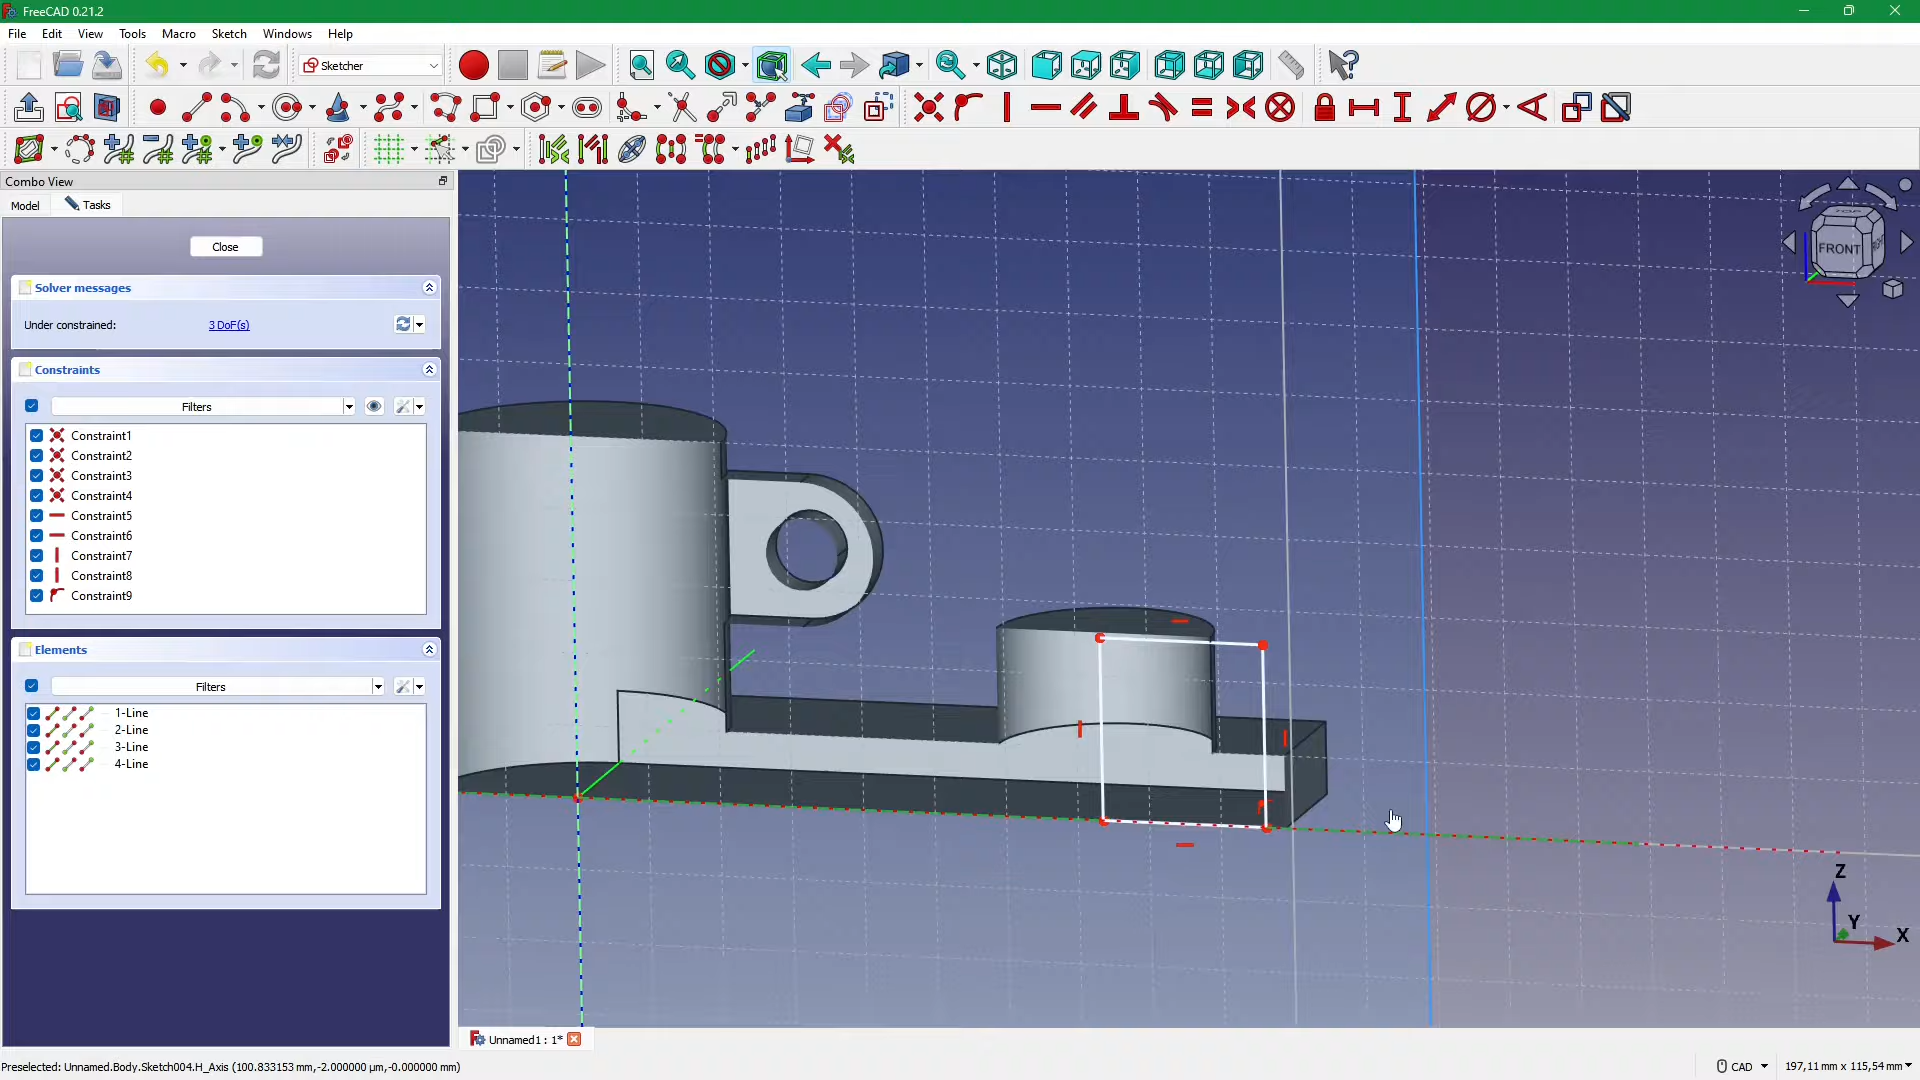 FreeCAD 0.21.2
File Edit View Tools Macro Sketch Windows Help
Sketcher
Combo View
Model Tasks
Close
Solver messages
Under constrained: 3 DoF(s)
Constraints
Filters
Constraint1
Constraint2
Constraint3
Constraint4
Constraint5
Constraint6
Constraint7
Constraint8
Constraint9
Elements
Filters
1-Line
2-Line
3-Line
4-Line
TOP
FRONT
RIGHT
Z
Y
X
Unnamed1 : 1*
Preselected: Unnamed.Body.Sketch004.H_Axis (100.833153 mm,-2.000000 µm,-0.000000 mm)
CAD
197,11 mm x 115,54 mm